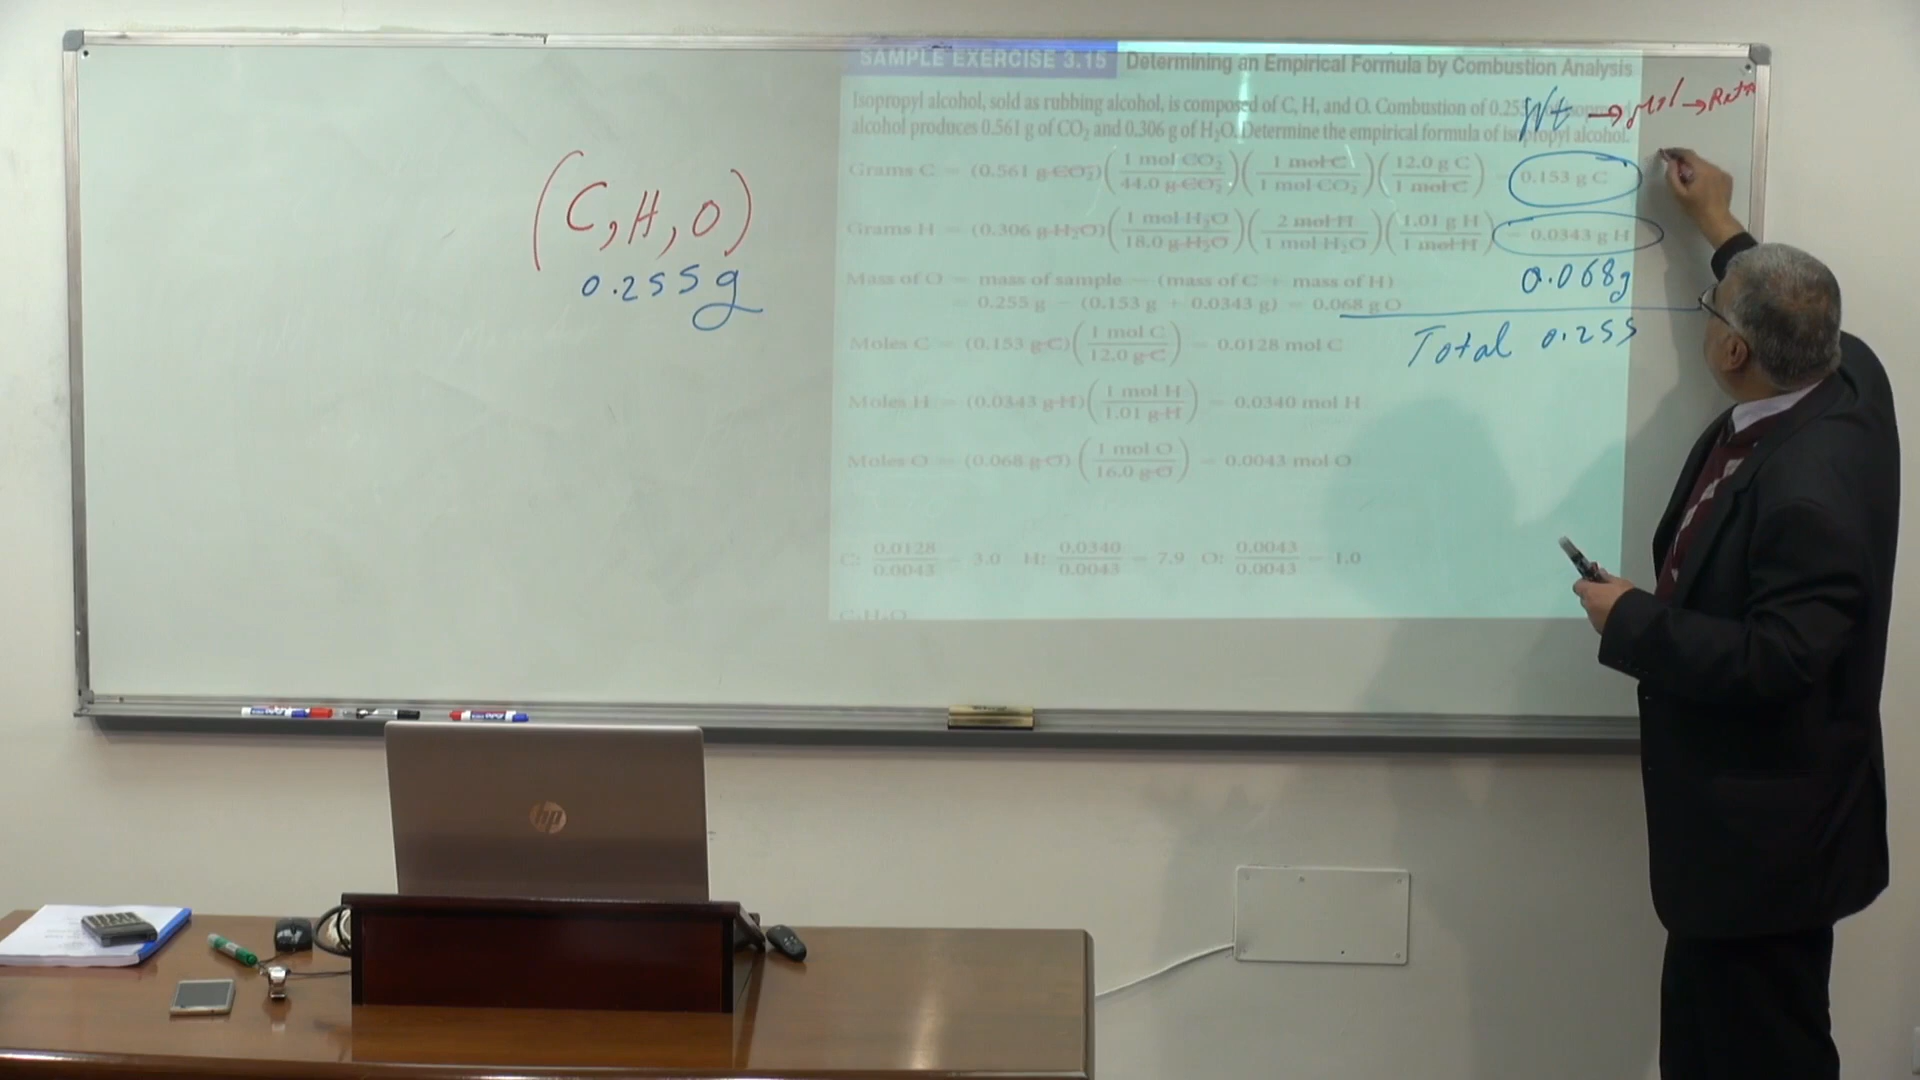 SAMPLE EXERCISE 3.15 Determining an Empirical Formula by Combustion Analysis
Isopropyl alcohol, sold as rubbing alcohol, is composed of C, H, and O. Combustion of 0.255
alcohol produces 0.561 g of CO₂ and 0.306 g of H₂O. Determine the empirical formula of isopropyl alcohol.
Wt → Mol → Ratio
Grams C = (0.561 g CO₂)(1 mol CO₂/44.0 g CO₂)(1 mol C/1 mol CO₂)(12.0 g C/1 mol C) = 0.153 g C
Grams H = (0.306 g H₂O)(1 mol H₂O/18.0 g H₂O)(2 mol H/1 mol H₂O)(1.01 g H/1 mol H) = 0.0343 g H
Mass of O = mass of sample − (mass of C + mass of H)
= 0.255 g − (0.153 g + 0.0343 g) = 0.068 g O
0.068g
Total 0.255
Moles C = (0.153 g C)(1 mol C/12.0 g C) = 0.0128 mol C
Moles H = (0.0343 g H)(1 mol H/1.01 g H) = 0.0340 mol H
Moles O = (0.068 g O)(1 mol O/16.0 g O) = 0.0043 mol O
C: 0.0128/0.0043 = 3.0 H: 0.0340/0.0043 = 7.9 O: 0.0043/0.0043 = 1.0
(C, H, O)
0.255g
hp